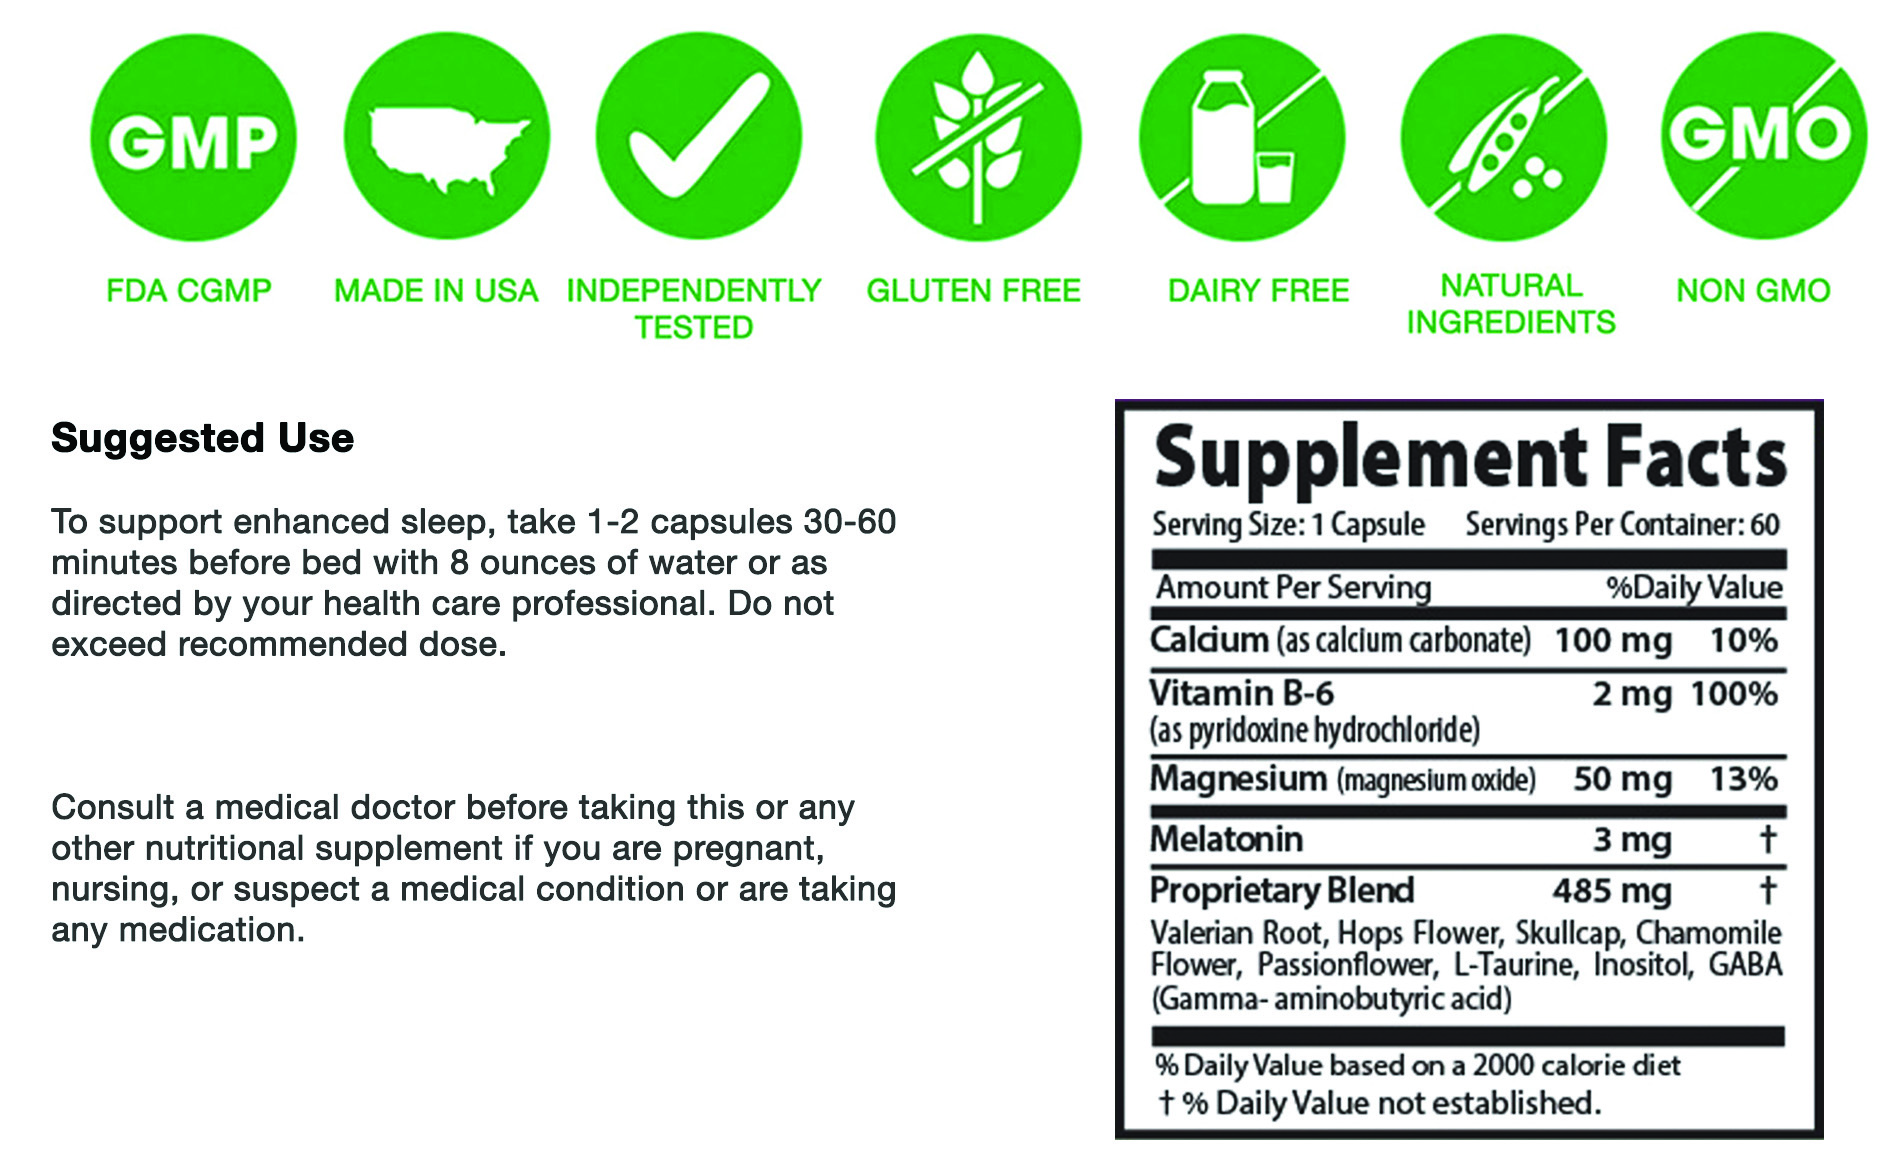 GMP
GMO
FDA CGMP
MADE IN USA
INDEPENDENTLY
TESTED
GLUTEN FREE
DAIRY FREE
NATURAL
INGREDIENTS
NON GMO
Suggested Use
To support enhanced sleep, take 1-2 capsules 30-60
minutes before bed with 8 ounces of water or as
directed by your health care professional. Do not
exceed recommended dose.
Consult a medical doctor before taking this or any
other nutritional supplement if you are pregnant,
nursing, or suspect a medical condition or are taking
any medication.
Supplement Facts
Serving Size: 1 Capsule Servings Per Container: 60
Amount Per Serving %Daily Value
Calcium (as calcium carbonate) 100 mg 10%
Vitamin B-6 2 mg 100%
(as pyridoxine hydrochloride)
Magnesium (magnesium oxide) 50 mg 13%
Melatonin 3 mg †
Proprietary Blend 485 mg †
Valerian Root, Hops Flower, Skullcap, Chamomile
Flower, Passionflower, L-Taurine, Inositol, GABA
(Gamma- aminobutyric acid)
% Daily Value based on a 2000 calorie diet
† % Daily Value not established.